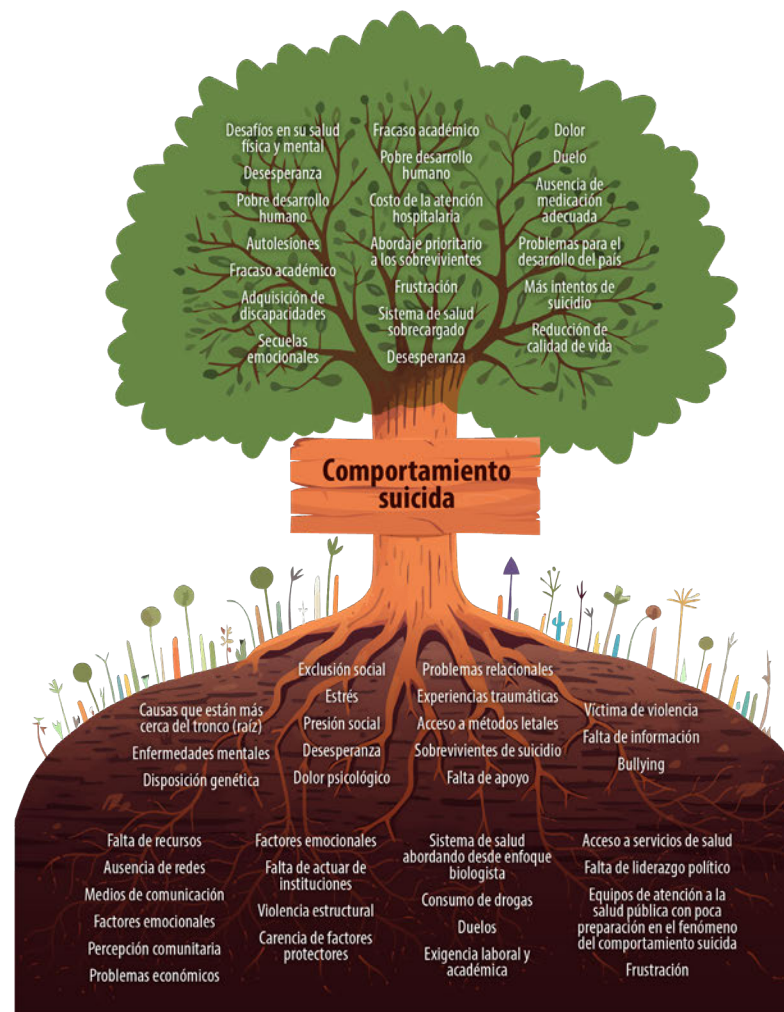 Desafíos en su salud
física y mental
Desesperanza
Pobre desarrollo
humano
Autolesiones
Fracaso académico
Adquisición de
discapacidades
Secuelas
emocionales
Fracaso académico
Pobre desarrollo
humano
Costo de la atención
hospitalaria
Abordaje prioritario
a los sobrevivientes
Frustración
Sistema de salud
sobrecargado
Desesperanza
Dolor
Duelo
Ausencia de
medicación
adecuada
Problemas para el
desarrollo del país
Más intentos de
suicidio
Reducción de
calidad de vida
Comportamiento
suicida
Causas que están más
cerca del tronco (raíz)
Enfermedades mentales
Disposición genética
Exclusión social
Estrés
Presión social
Desesperanza
Dolor psicológico
Problemas relacionales
Experiencias traumáticas
Acceso a métodos letales
Sobrevivientes de suicidio
Falta de apoyo
Víctima de violencia
Falta de información
Bullying
Falta de recursos
Ausencia de redes
Medios de comunicación
Factores emocionales
Percepción comunitaria
Problemas económicos
Factores emocionales
Falta de actuar de
instituciones
Violencia estructural
Carencia de factores
protectores
Sistema de salud
abordando desde enfoque
biologista
Consumo de drogas
Duelos
Exigencia laboral y
académica
Acceso a servicios de salud
Falta de liderazgo político
Equipos de atención a la
salud pública con poca
preparación en el fenómeno
del comportamiento suicida
Frustración